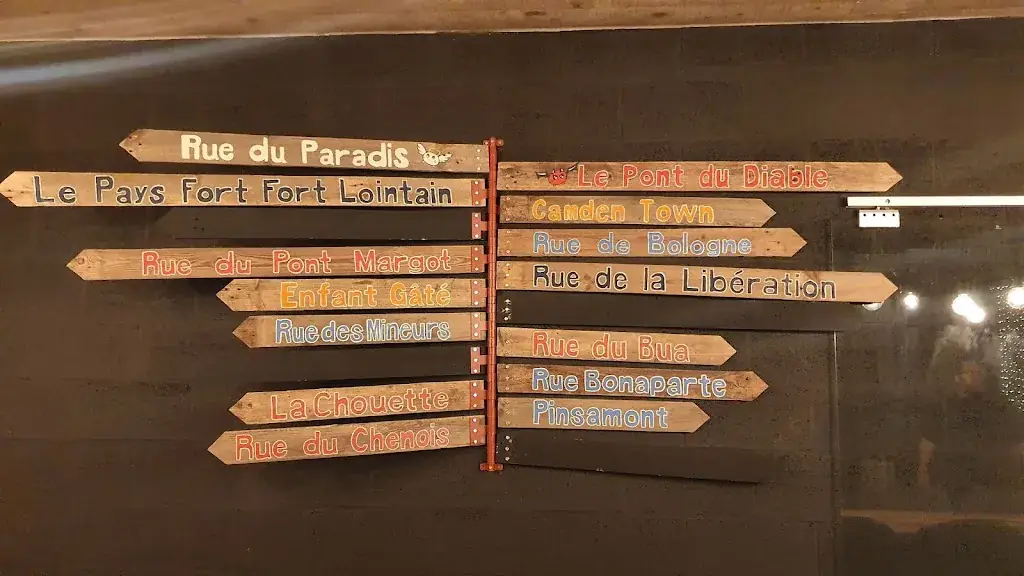 Rue du Paradis
Le Pays Fort Fort Lointain
Rue du Pont Margot
Enfant Gâté
Rue des Mineurs
La Chouette
Rue du Chenois
Le Pont du Diable
Camden Town
Rue de Bologne
Rue de la Libération
Rue du Bua
Rue Bonaparte
Pinsamont